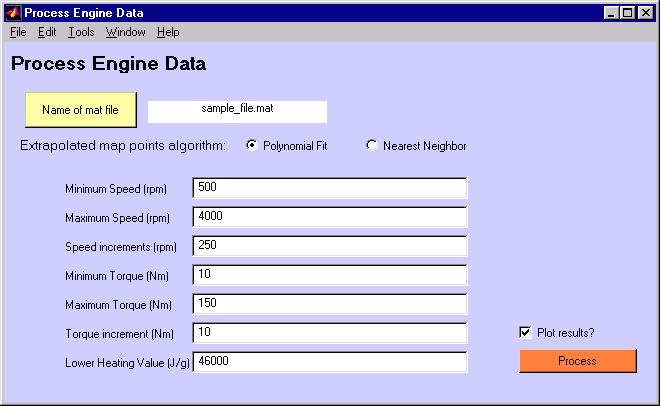 Process Engine Data
File Edit Tools Window Help
Process Engine Data
Name of mat file sample_file.mat
Extrapolated map points algorithm: Polynomial Fit Nearest Neighbor
Minimum Speed (rpm) 500
Maximum Speed (rpm) 4000
Speed increments (rpm) 250
Minimum Torque (Nm) 10
Maximum Torque (Nm) 150
Torque increment (Nm) 10 Plot results?
Lower Heating Value (J/g) 46000 Process